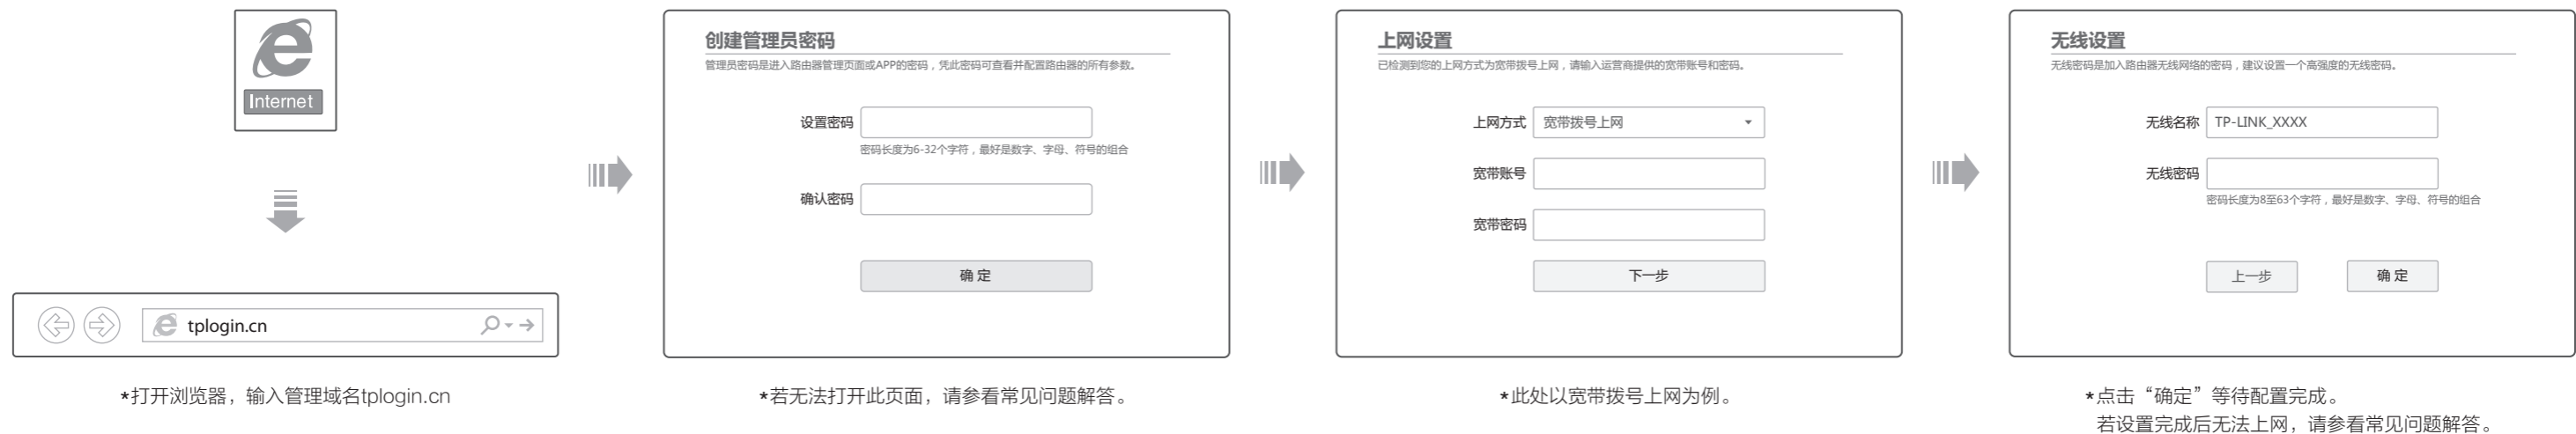 Internet
tplogin.cn
*打开浏览器，输入管理域名tplogin.cn
创建管理员密码
管理员密码是进入路由器管理页面或APP的密码，凭此密码可查看并配置路由器的所有参数。
设置密码
密码长度为6-32个字符，最好是数字、字母、符号的组合
确认密码
确 定
*若无法打开此页面，请参看常见问题解答。
上网设置
已检测到您的上网方式为宽带拨号上网，请输入运营商提供的宽带账号和密码。
上网方式 宽带拨号上网
宽带账号
宽带密码
下一步
*此处以宽带拨号上网为例。
无线设置
无线密码是加入路由器无线网络的密码，建议设置一个高强度的无线密码。
无线名称 TP-LINK_XXXX
无线密码
密码长度为8至63个字符，最好是数字、字母、符号的组合
上一步 确 定
*点击“确定”等待配置完成。
若设置完成后无法上网，请参看常见问题解答。